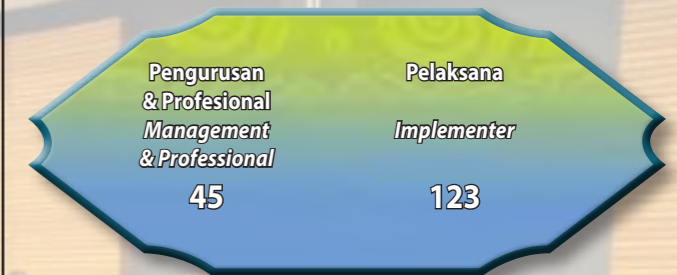 Pengurusan
& Profesional
Management
& Professional
45
Pelaksana
Implementer
123